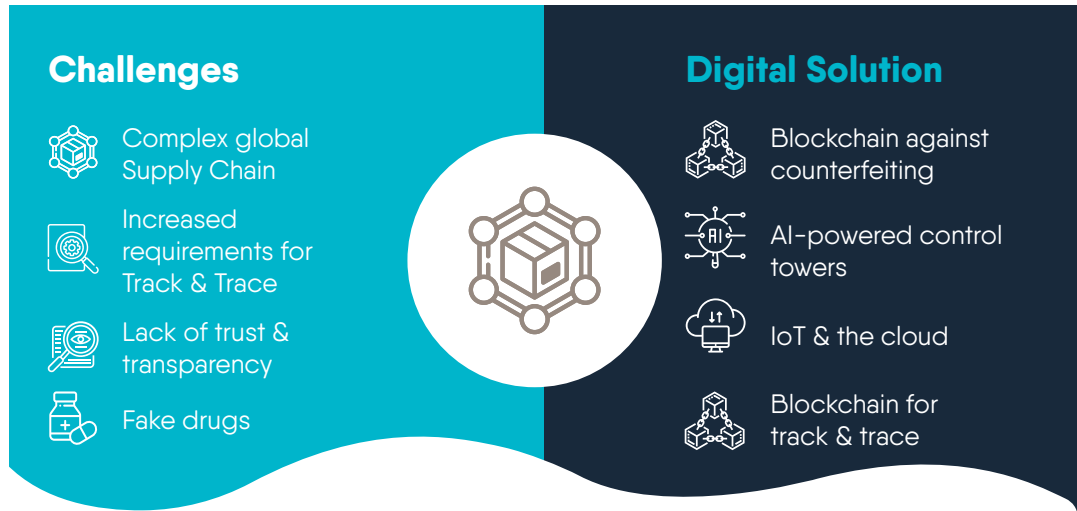 Challenges
Complex global
Supply Chain
Increased
requirements for
Track & Trace
Lack of trust &
transparency
Fake drugs
Digital Solution
Blockchain against
counterfeiting
AI
AI-powered control
towers
IoT & the cloud
Blockchain for
track & trace